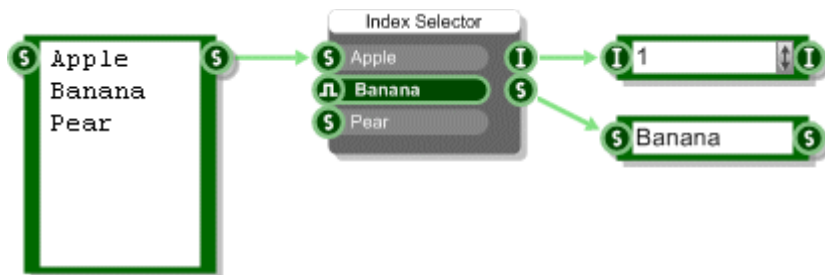 Apple
Banana
Pear
Index Selector
S Apple I
Banana S
S Pear
S S
I 1 I
S Banana S